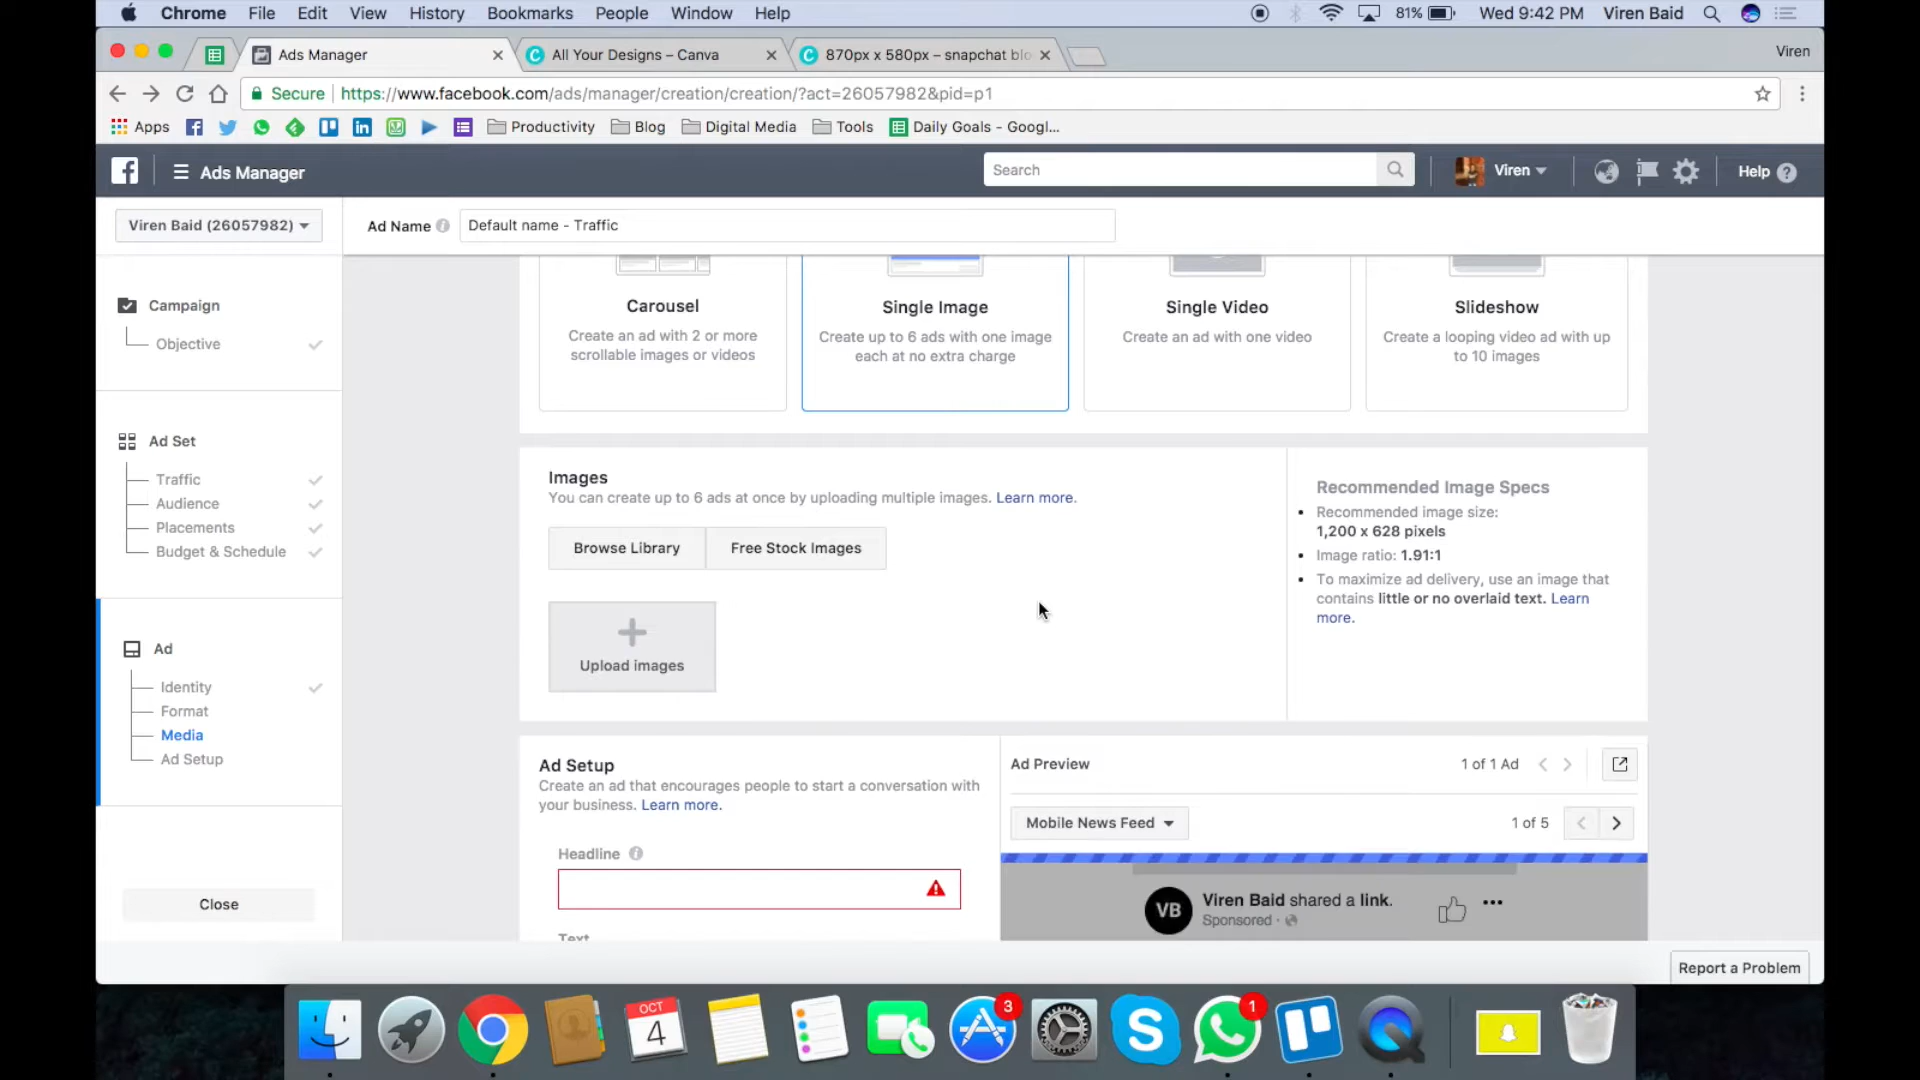 Chrome File Edit View History Bookmarks People Window Help 81% Wed 9:42 PM Viren Baid
Ads Manager All Your Designs – Canva 870px x 580px – snapchat blo Viren
Secure https://www.facebook.com/ads/manager/creation/creation/?act=26057982&pid=p1
Apps Productivity Blog Digital Media Tools Daily Goals - Googl...
Ads Manager Search Viren Help
Viren Baid (26057982) Ad Name Default name - Traffic
Campaign
Objective
Ad Set
Traffic
Audience
Placements
Budget & Schedule
Ad
Identity
Format
Media
Ad Setup
Close
Carousel
Create an ad with 2 or more
scrollable images or videos
Single Image
Create up to 6 ads with one image
each at no extra charge
Single Video
Create an ad with one video
Slideshow
Create a looping video ad with up
to 10 images
Images
You can create up to 6 ads at once by uploading multiple images. Learn more.
Browse Library Free Stock Images
Upload images
Recommended Image Specs
Recommended image size:
1,200 x 628 pixels
Image ratio: 1.91:1
To maximize ad delivery, use an image that
contains little or no overlaid text. Learn
more.
Ad Setup
Create an ad that encourages people to start a conversation with
your business. Learn more.
Headline
Text
Ad Preview 1 of 1 Ad
Mobile News Feed 1 of 5
VB
Viren Baid shared a link.
Sponsored
Report a Problem
OCT
4
3
1